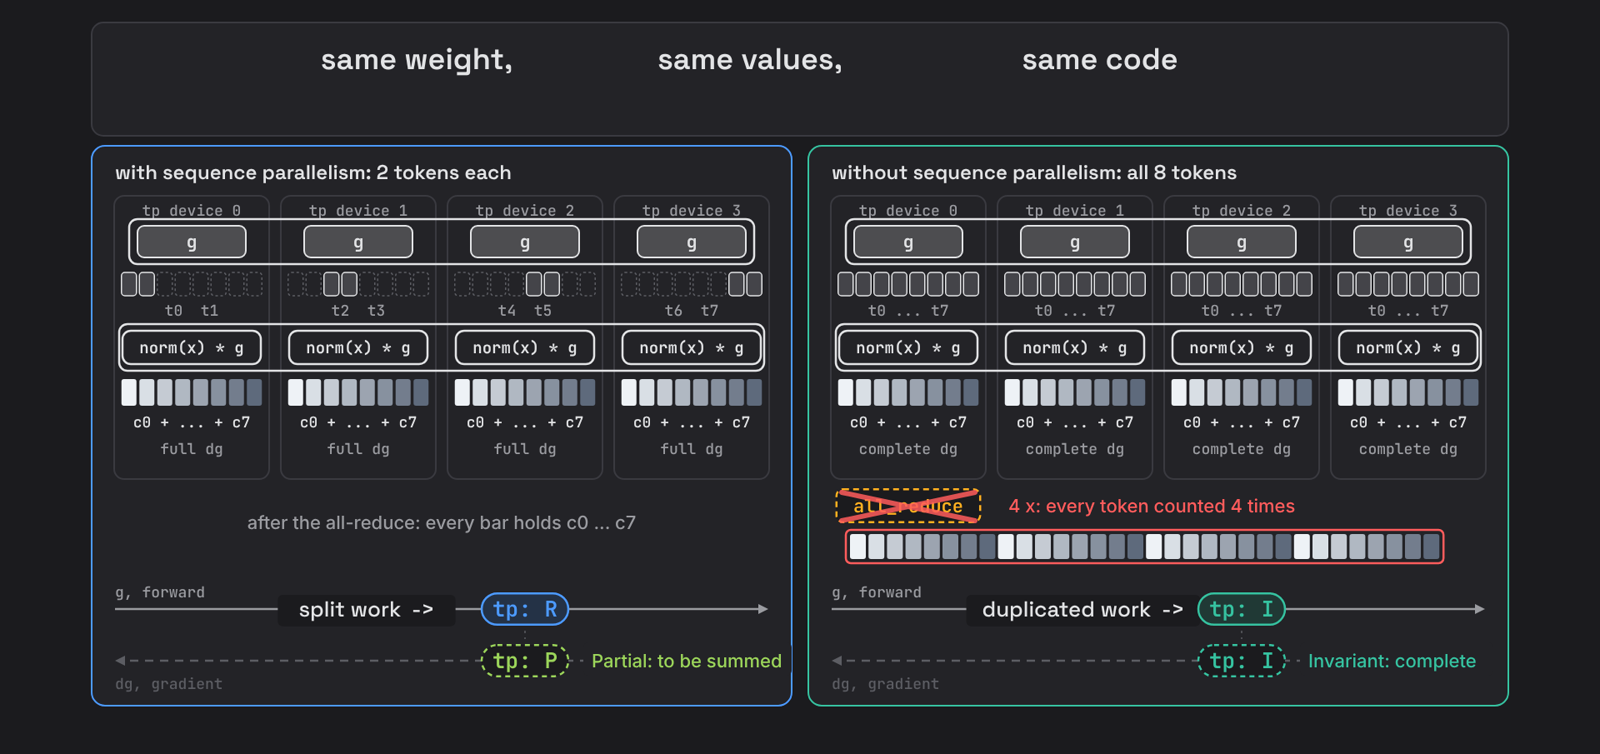 same weight, same values, same code
with sequence parallelism: 2 tokens each
tp device 0 tp device 1 tp device 2 tp device 3
g g g g
t0 t1 t2 t3 t4 t5 t6 t7
norm(x) * g norm(x) * g norm(x) * g norm(x) * g
c0 + ... + c7 c0 + ... + c7 c0 + ... + c7 c0 + ... + c7
full dg full dg full dg full dg
after the all-reduce: every bar holds c0 ... c7
g, forward
split work -> tp: R
tp: P Partial: to be summed
dg, gradient
without sequence parallelism: all 8 tokens
tp device 0 tp device 1 tp device 2 tp device 3
g g g g
t0 ... t7 t0 ... t7 t0 ... t7 t0 ... t7
norm(x) * g norm(x) * g norm(x) * g norm(x) * g
c0 + ... + c7 c0 + ... + c7 c0 + ... + c7 c0 + ... + c7
complete dg complete dg complete dg complete dg
all_reduce 4 x: every token counted 4 times
g, forward
duplicated work -> tp: I
tp: I Invariant: complete
dg, gradient